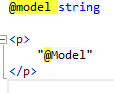 @model string
<p>
"@Model"
</p>